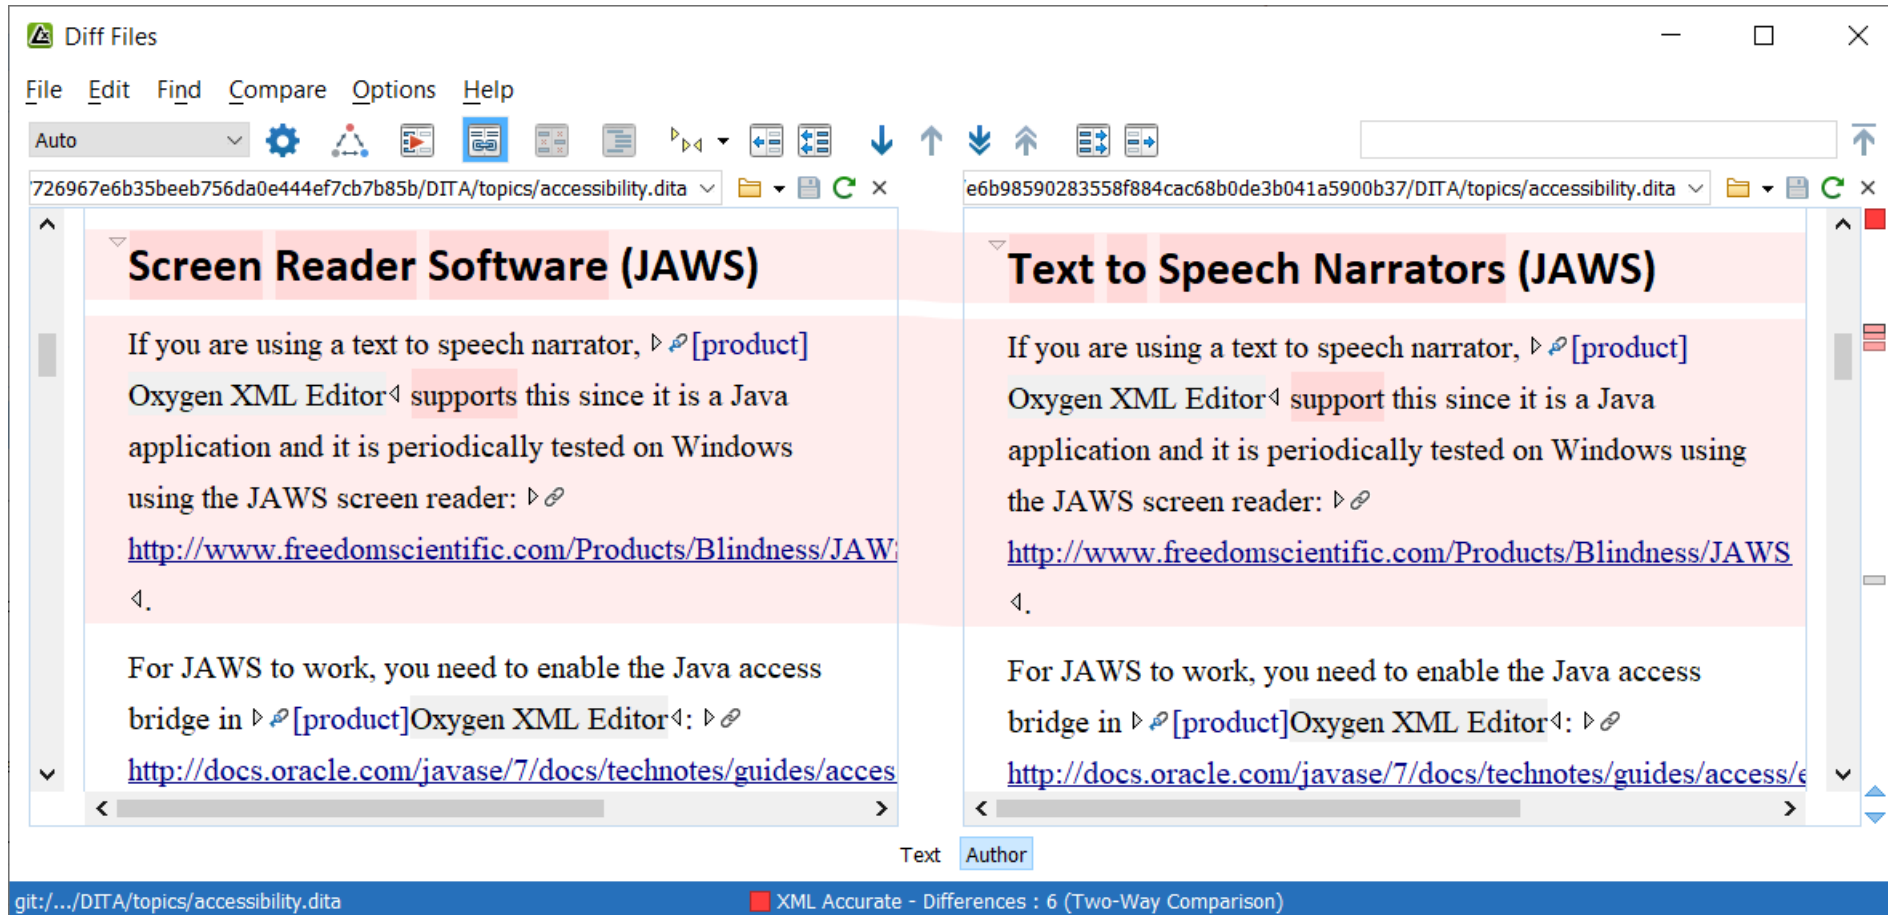 Diff Files
File Edit Find Compare Options Help
Auto
726967e6b35beeb756da0e444ef7cb7b85b/DITA/topics/accessibility.dita
e6b98590283558f884cac68b0de3b041a5900b37/DITA/topics/accessibility.dita
Screen Reader Software (JAWS)
If you are using a text to speech narrator, [product]
Oxygen XML Editor supports this since it is a Java
application and it is periodically tested on Windows
using the JAWS screen reader:
http://www.freedomscientific.com/Products/Blindness/JAWS
.
For JAWS to work, you need to enable the Java access
bridge in [product]Oxygen XML Editor:
http://docs.oracle.com/javase/7/docs/technotes/guides/acces
Text to Speech Narrators (JAWS)
If you are using a text to speech narrator, [product]
Oxygen XML Editor support this since it is a Java
application and it is periodically tested on Windows using
the JAWS screen reader:
http://www.freedomscientific.com/Products/Blindness/JAWS
.
For JAWS to work, you need to enable the Java access
bridge in [product]Oxygen XML Editor:
http://docs.oracle.com/javase/7/docs/technotes/guides/access/e
Text Author
git:/.../DITA/topics/accessibility.dita
XML Accurate - Differences : 6 (Two-Way Comparison)